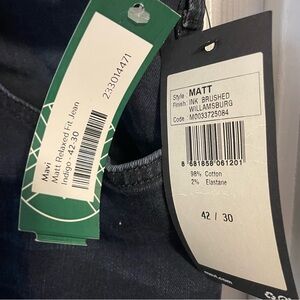 Mavi
Matt Relaxed Fit Jean
Indigo - 42-30
233014471
Style : MATT
Finish: INK BRUSHED
WILLAMSBURG
Code : M0033725084
8 681658 061201
98% Cotton
2% Elastane
42 / 30